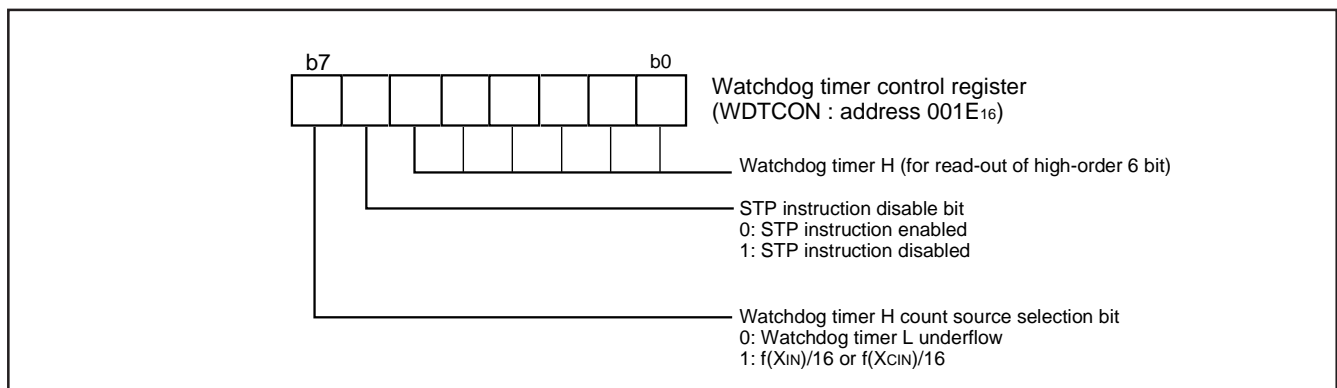 b7 b0
Watchdog timer control register
(WDTCON : address 001E16)
Watchdog timer H (for read-out of high-order 6 bit)
STP instruction disable bit
0: STP instruction enabled
1: STP instruction disabled
Watchdog timer H count source selection bit
0: Watchdog timer L underflow
1: f(XIN)/16 or f(XCIN)/16